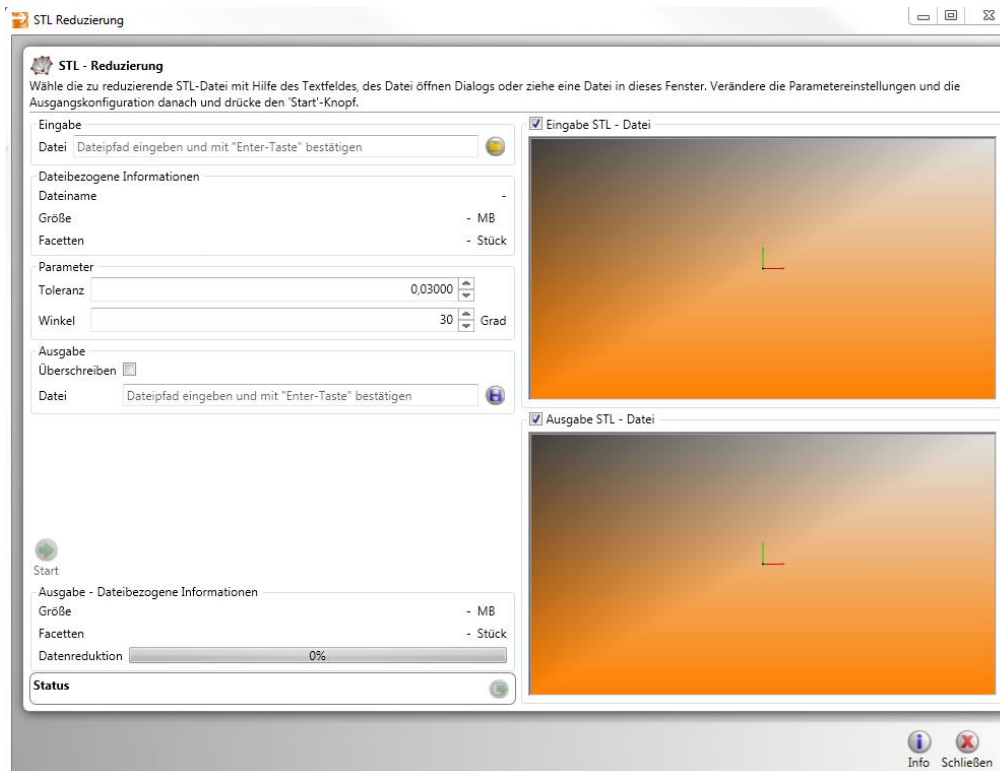 STL Reduzierung
STL - Reduzierung
Wähle die zu reduzierende STL-Datei mit Hilfe des Textfeldes, des Datei öffnen Dialogs oder ziehe eine Datei in dieses Fenster. Verändere die Parametereinstellungen und die
Ausgangskonfiguration danach und drücke den 'Start'-Knopf.
Eingabe
Datei Dateipfad eingeben und mit "Enter-Taste" bestätigen
Dateibezogene Informationen
Dateiname -
Größe - MB
Facetten - Stück
Parameter
Toleranz 0,03000
Winkel 30 Grad
Ausgabe
Überschreiben
Datei Dateipfad eingeben und mit "Enter-Taste" bestätigen
Start
Ausgabe - Dateibezogene Informationen
Größe - MB
Facetten - Stück
Datenreduktion 0%
Status
Eingabe STL - Datei
Ausgabe STL - Datei
Info Schließen